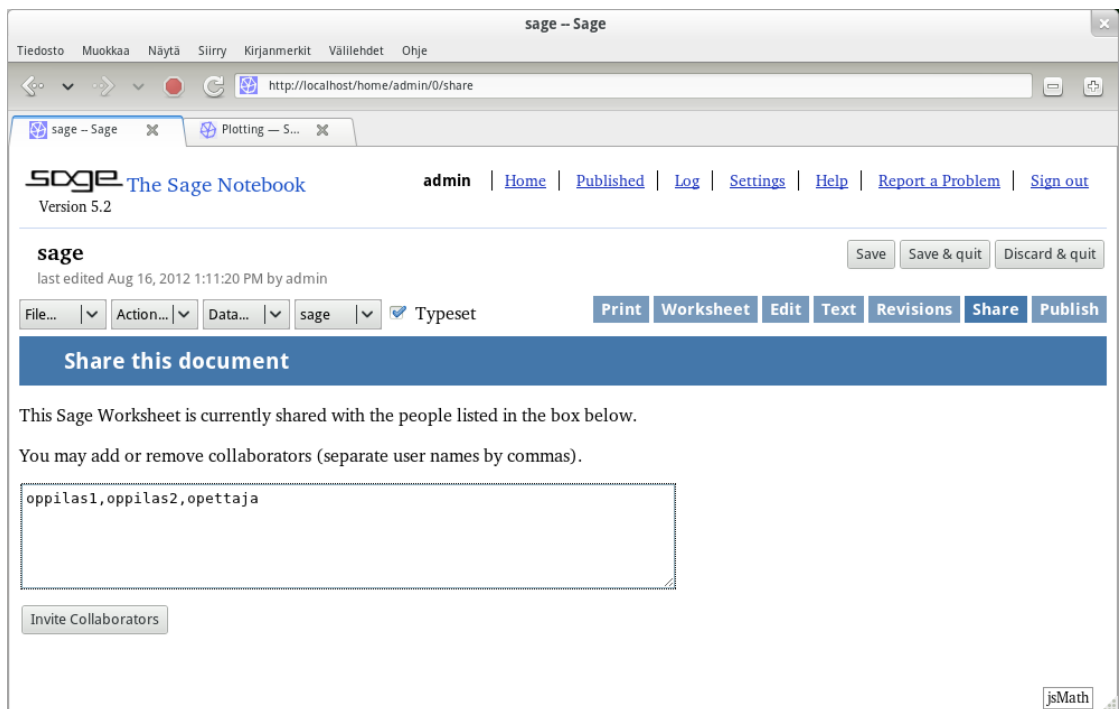 sage -- Sage
Tiedosto Muokkaa Näytä Siirry Kirjanmerkit Välilehdet Ohje
http://localhost/home/admin/0/share
sage -- Sage Plotting — S...
sage The Sage Notebook admin | Home | Published | Log | Settings | Help | Report a Problem | Sign out
Version 5.2
sage Save Save & quit Discard & quit
last edited Aug 16, 2012 1:11:20 PM by admin
File... Action... Data... sage Typeset Print Worksheet Edit Text Revisions Share Publish
Share this document
This Sage Worksheet is currently shared with the people listed in the box below.
You may add or remove collaborators (separate user names by commas).
oppilas1,oppilas2,opettaja
Invite Collaborators
jsMath